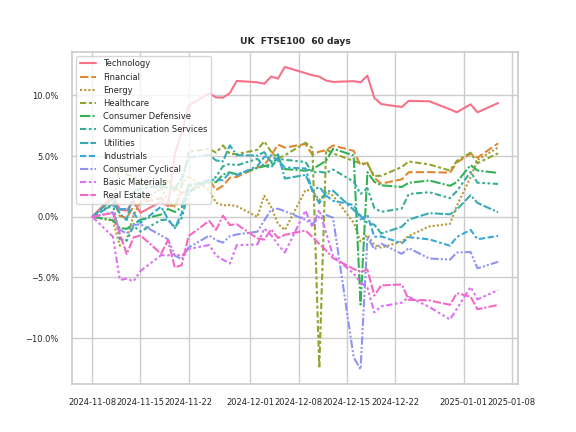 UK FTSE100 60 days
Technology
Financial
Energy
Healthcare
Consumer Defensive
Communication Services
Utilities
Industrials
Consumer Cyclical
Basic Materials
Real Estate
10.0%
5.0%
0.0%
−5.0%
−10.0%
2024-11-08 2024-11-15 2024-11-22 2024-12-01 2024-12-08 2024-12-15 2024-12-22 2025-01-01 2025-01-08